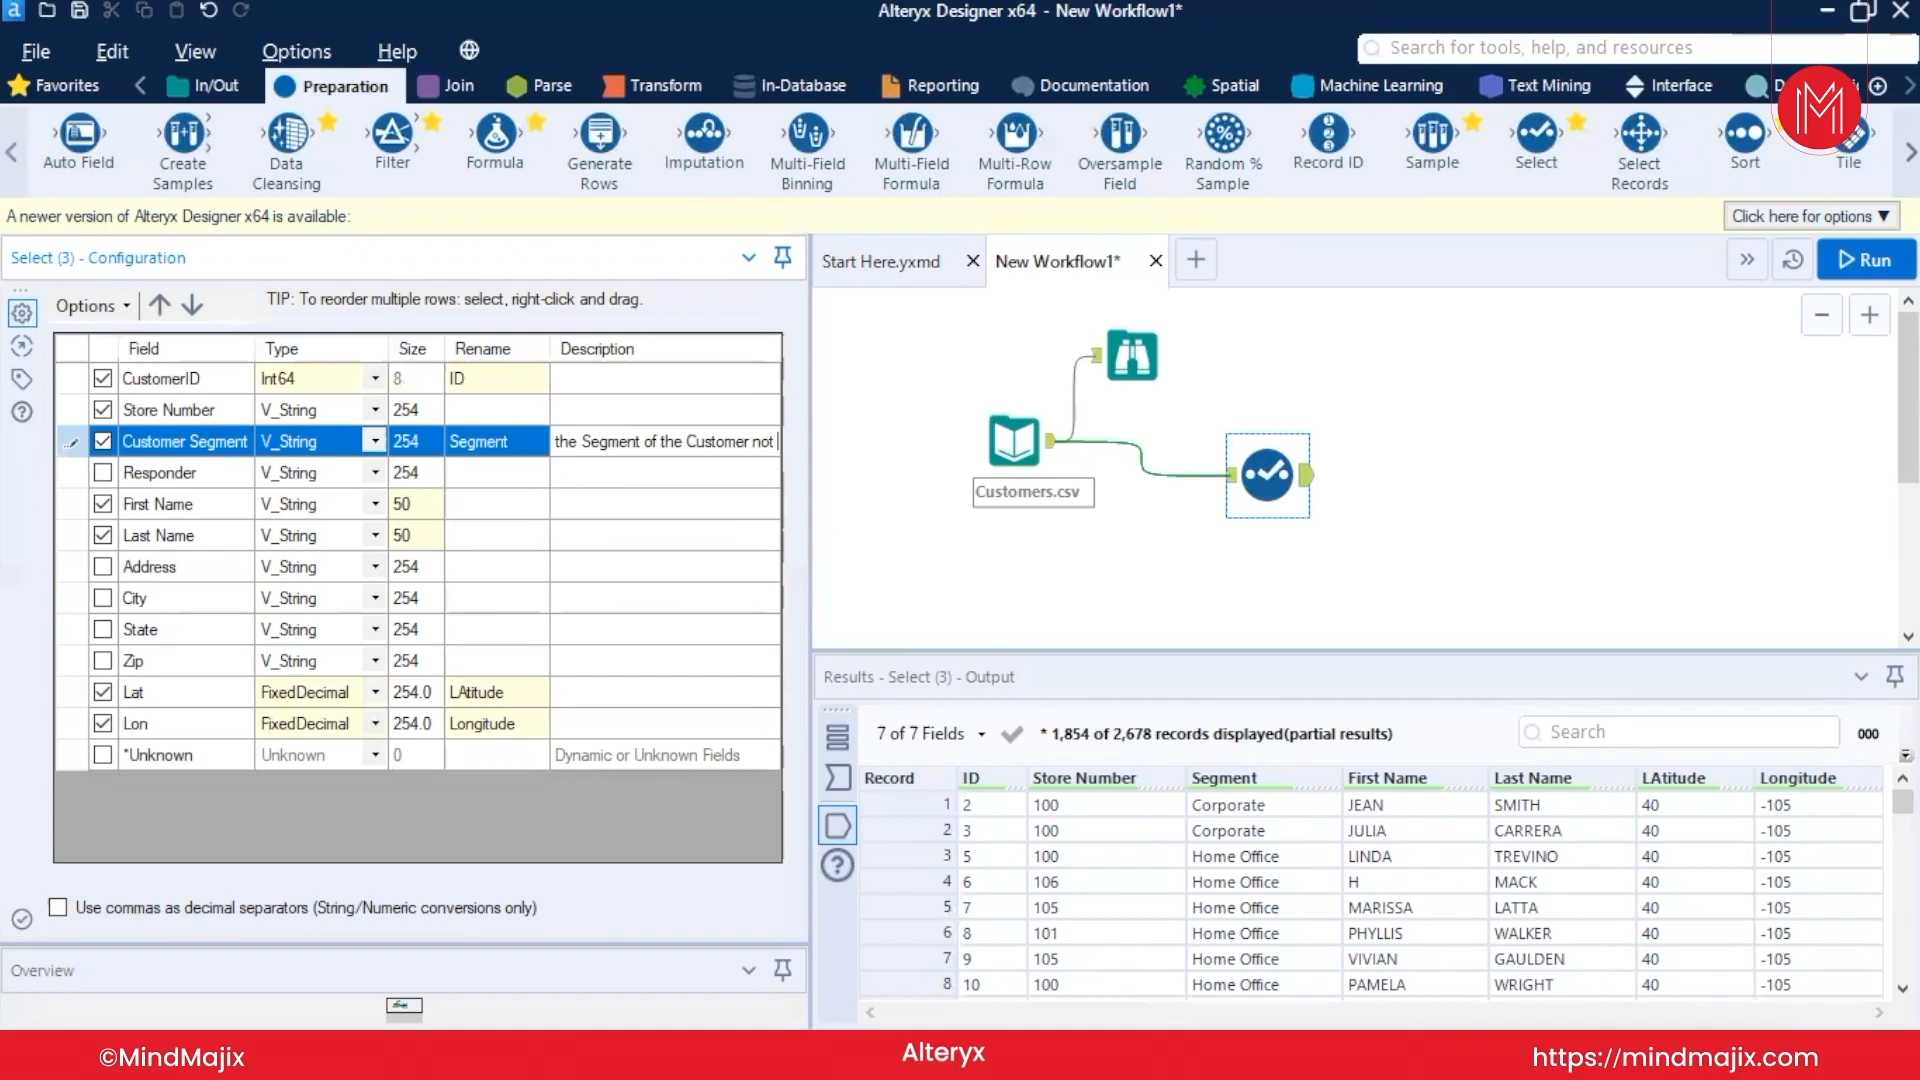 Alteryx Designer x64 - New Workflow1*
File Edit View Options Help
Search for tools, help, and resources
Favorites In/Out Preparation Join Parse Transform In-Database Reporting Documentation Spatial Machine Learning Text Mining Interface
Auto Field
Create Samples
Data Cleansing
Filter
Formula
Generate Rows
Imputation
Multi-Field Binning
Multi-Field Formula
Multi-Row Formula
Oversample Field
Random % Sample
Record ID
Sample
Select
Select Records
Sort
Tile
A newer version of Alteryx Designer x64 is available:
Click here for options ▼
Select (3) - Configuration
Options
TIP: To reorder multiple rows: select, right-click and drag.
Field Type Size Rename Description
CustomerID Int64 8 ID
Store Number V_String 254
Customer Segment V_String 254 Segment the Segment of the Customer not
Responder V_String 254
First Name V_String 50
Last Name V_String 50
Address V_String 254
City V_String 254
State V_String 254
Zip V_String 254
Lat FixedDecimal 254.0 LAtitude
Lon FixedDecimal 254.0 Longitude
*Unknown Unknown 0 Dynamic or Unknown Fields
Use commas as decimal separators (String/Numeric conversions only)
Overview
Start Here.yxmd
New Workflow1*
Run
Customers.csv
Results - Select (3) - Output
7 of 7 Fields
* 1,854 of 2,678 records displayed(partial results)
Search
000
Record ID Store Number Segment First Name Last Name LAtitude Longitude
1 2 100 Corporate JEAN SMITH 40 -105
2 3 100 Corporate JULIA CARRERA 40 -105
3 5 100 Home Office LINDA TREVINO 40 -105
4 6 106 Home Office H MACK 40 -105
5 7 105 Home Office MARISSA LATTA 40 -105
6 8 101 Home Office PHYLLIS WALKER 40 -105
7 9 105 Home Office VIVIAN GAULDEN 40 -105
8 10 100 Home Office PAMELA WRIGHT 40 -105
©MindMajix
Alteryx
https://mindmajix.com